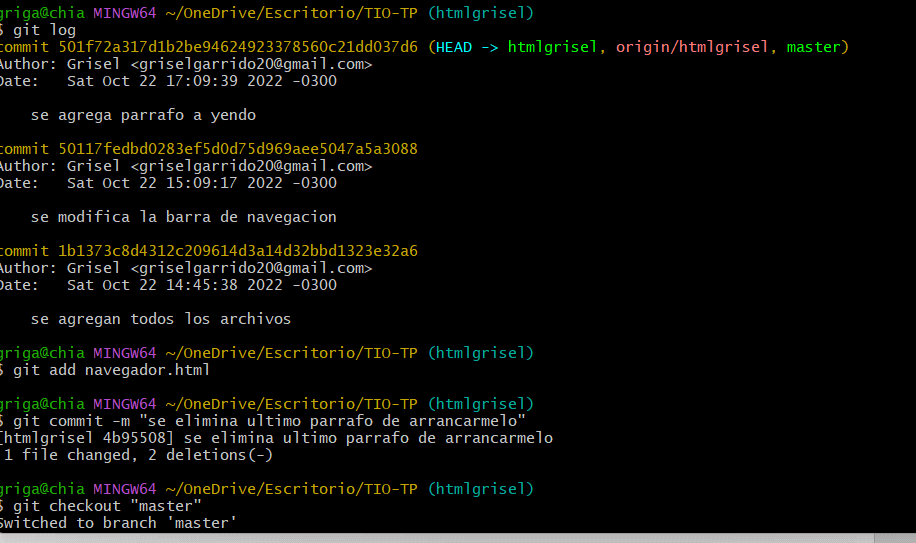 griga@chia MINGW64 ~/OneDrive/Escritorio/TIO-TP (htmlgrisel)
$ git log
commit 501f72a317d1b2be94624923378560c21dd037d6 (HEAD -> htmlgrisel, origin/htmlgrisel, master)
Author: Grisel <griselgarrido20@gmail.com>
Date:   Sat Oct 22 17:09:39 2022 -0300
    se agrega parrafo a yendo
commit 50117fedbd0283ef5d0d75d969aee5047a5a3088
Author: Grisel <griselgarrido20@gmail.com>
Date:   Sat Oct 22 15:09:17 2022 -0300
    se modifica la barra de navegacion
commit 1b1373c8d4312c209614d3a14d32bbd1323e32a6
Author: Grisel <griselgarrido20@gmail.com>
Date:   Sat Oct 22 14:45:38 2022 -0300
    se agregan todos los archivos
griga@chia MINGW64 ~/OneDrive/Escritorio/TIO-TP (htmlgrisel)
$ git add navegador.html
griga@chia MINGW64 ~/OneDrive/Escritorio/TIO-TP (htmlgrisel)
$ git commit -m "se elimina ultimo parrafo de arrancarmelo"
[htmlgrisel 4b95508] se elimina ultimo parrafo de arrancarmelo
 1 file changed, 2 deletions(-)
griga@chia MINGW64 ~/OneDrive/Escritorio/TIO-TP (htmlgrisel)
$ git checkout "master"
Switched to branch 'master'